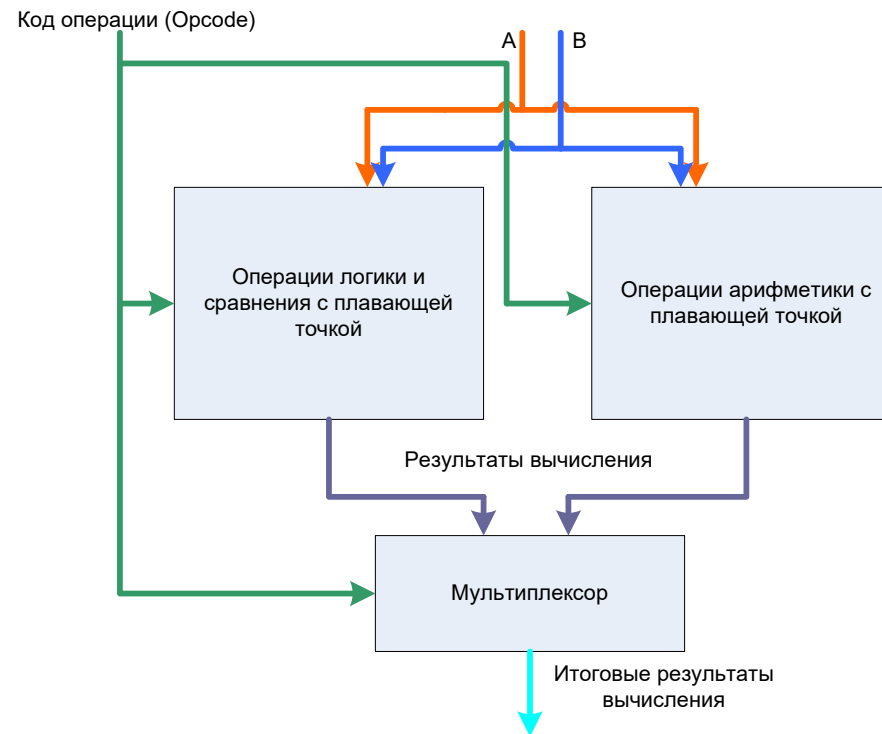 Код операции (Opcode)
A
B
Операции логики и
сравнения с плавающей
точкой
Операции арифметики с
плавающей точкой
Результаты вычисления
Мультиплексор
Итоговые результаты
вычисления